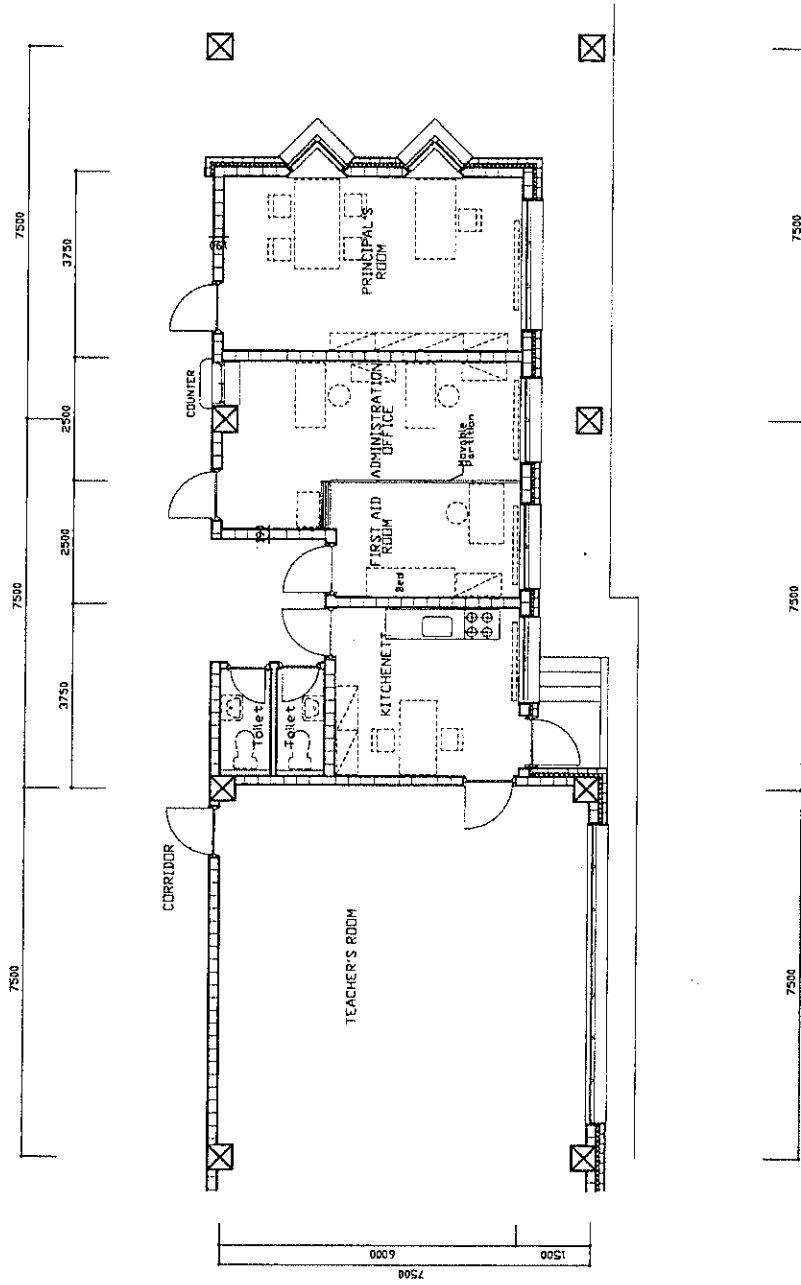 7500
7500
7500
3750
2500
2500
3750
CORRIDOR
COUNTER
TEACHER'S ROOM
Toilet
Toilet
KITCHENETT
FIRST AID
ROOM
Bed
ADMINISTRATION
OFFICE
Movable
Partition
PRINCIPAL'S
ROOM
6000
1500
7500
7500
7500
7500